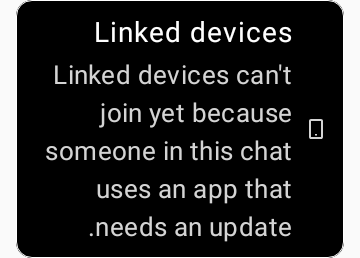 Linked devices
Linked devices can't
join yet because
someone in this chat
uses an app that
.needs an update